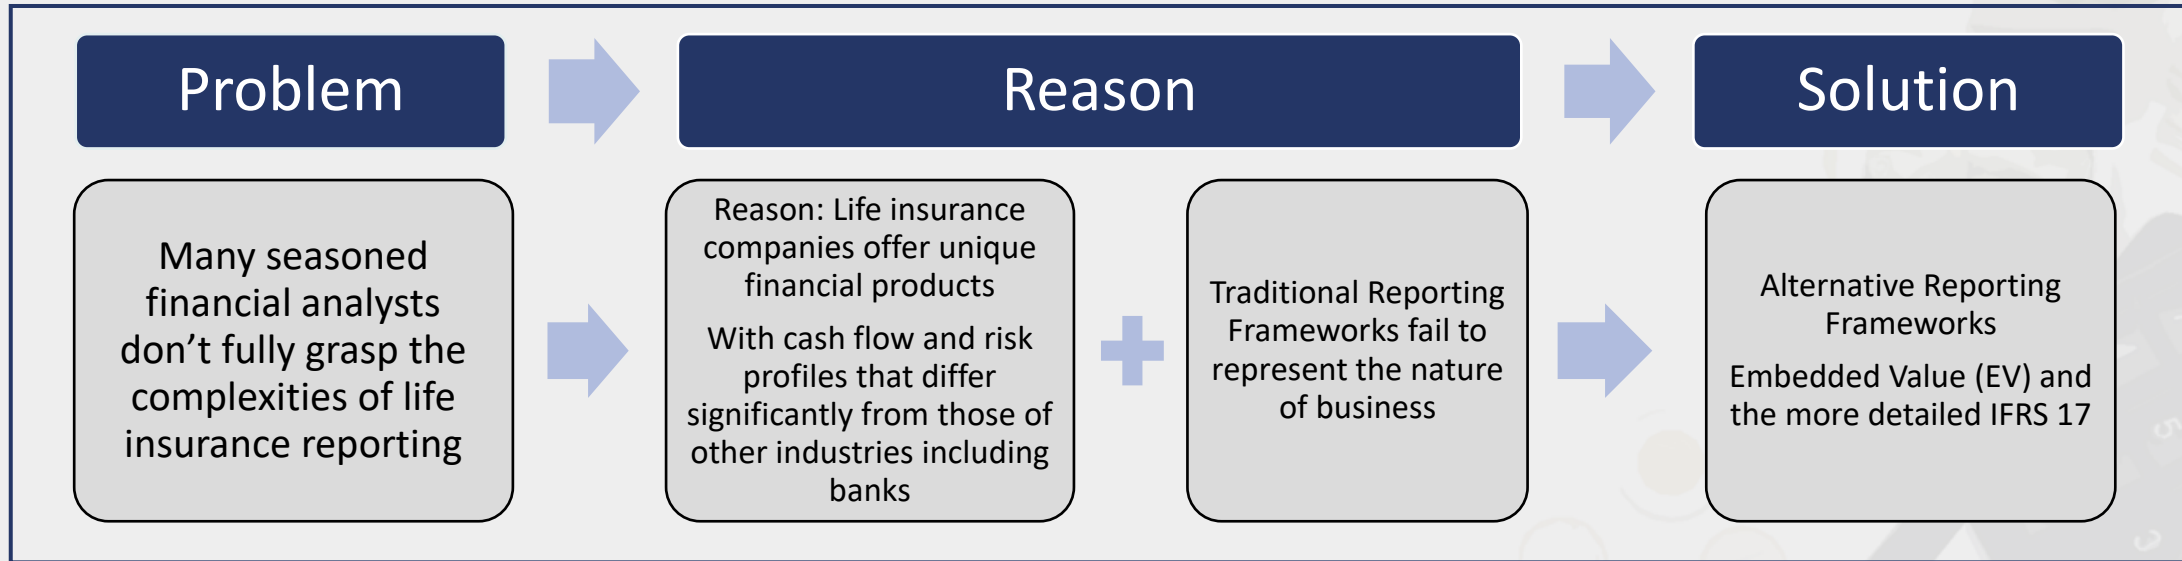 Problem
Reason
Solution
Many seasoned
financial analysts
don’t fully grasp the
complexities of life
insurance reporting
Reason: Life insurance
companies offer unique
financial products
With cash flow and risk
profiles that differ
significantly from those of
other industries including
banks
Traditional Reporting
Frameworks fail to
represent the nature
of business
Alternative Reporting
Frameworks
Embedded Value (EV) and
the more detailed IFRS 17
5
3